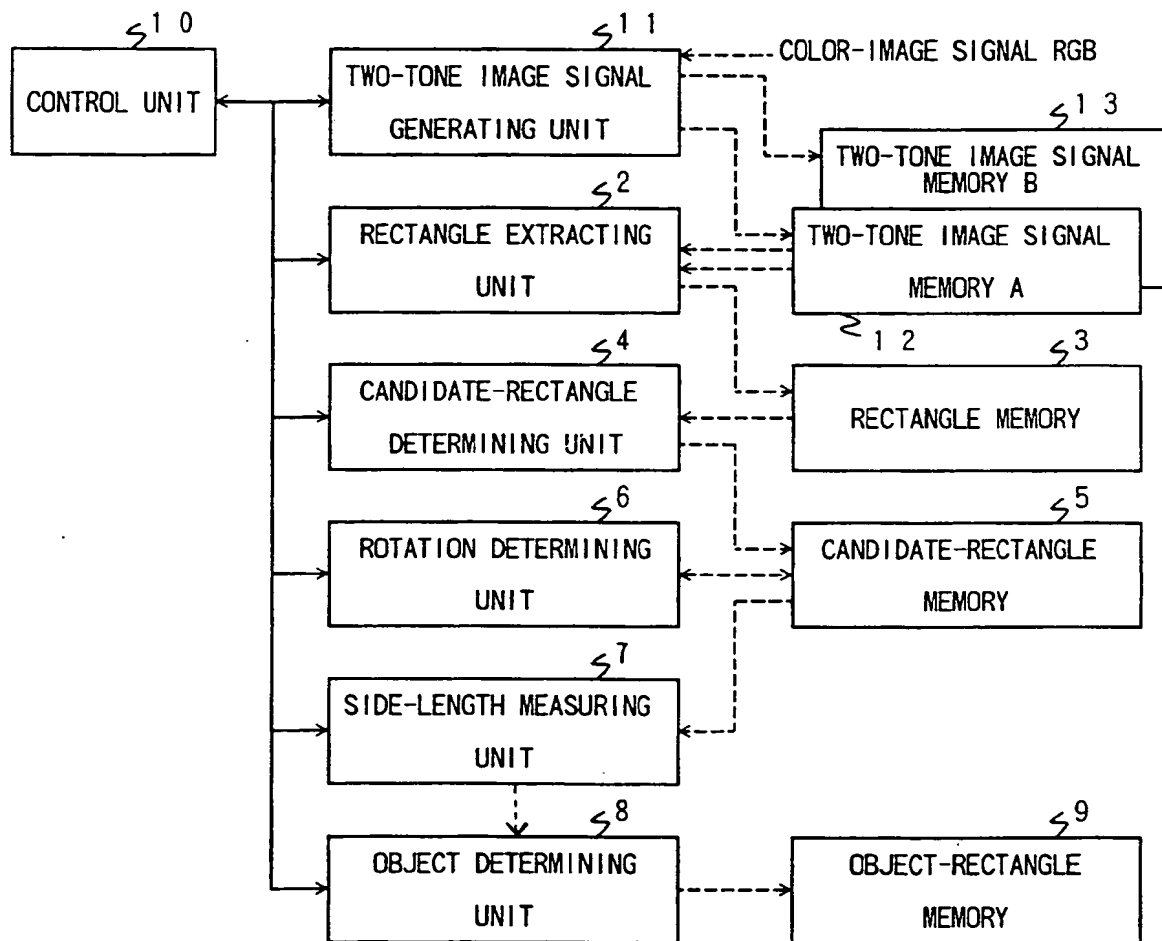 10
CONTROL UNIT
11
TWO-TONE IMAGE SIGNAL
GENERATING UNIT
COLOR-IMAGE SIGNAL RGB
13
TWO-TONE IMAGE SIGNAL
MEMORY B
2
RECTANGLE EXTRACTING
UNIT
TWO-TONE IMAGE SIGNAL
MEMORY A
12
4
CANDIDATE-RECTANGLE
DETERMINING UNIT
3
RECTANGLE MEMORY
6
ROTATION DETERMINING
UNIT
5
CANDIDATE-RECTANGLE
MEMORY
7
SIDE-LENGTH MEASURING
UNIT
8
OBJECT DETERMINING
UNIT
9
OBJECT-RECTANGLE
MEMORY